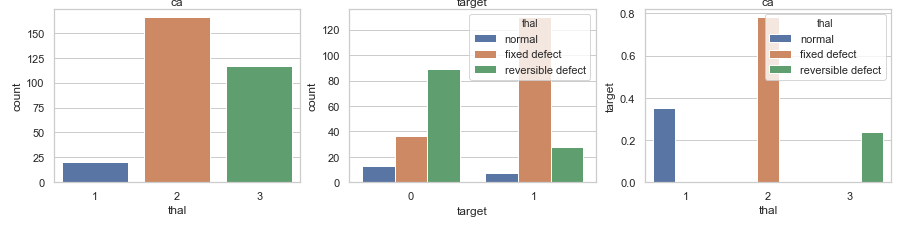 ca
175
150
125
100
75
50
25
0
count
1 2 3
thal
target
120
100
80
60
40
20
0
count
thal
normal
fixed defect
reversible defect
0 1
target
ca
0.8
0.6
0.4
0.2
0.0
target
thal
normal
fixed defect
reversible defect
1 2 3
thal